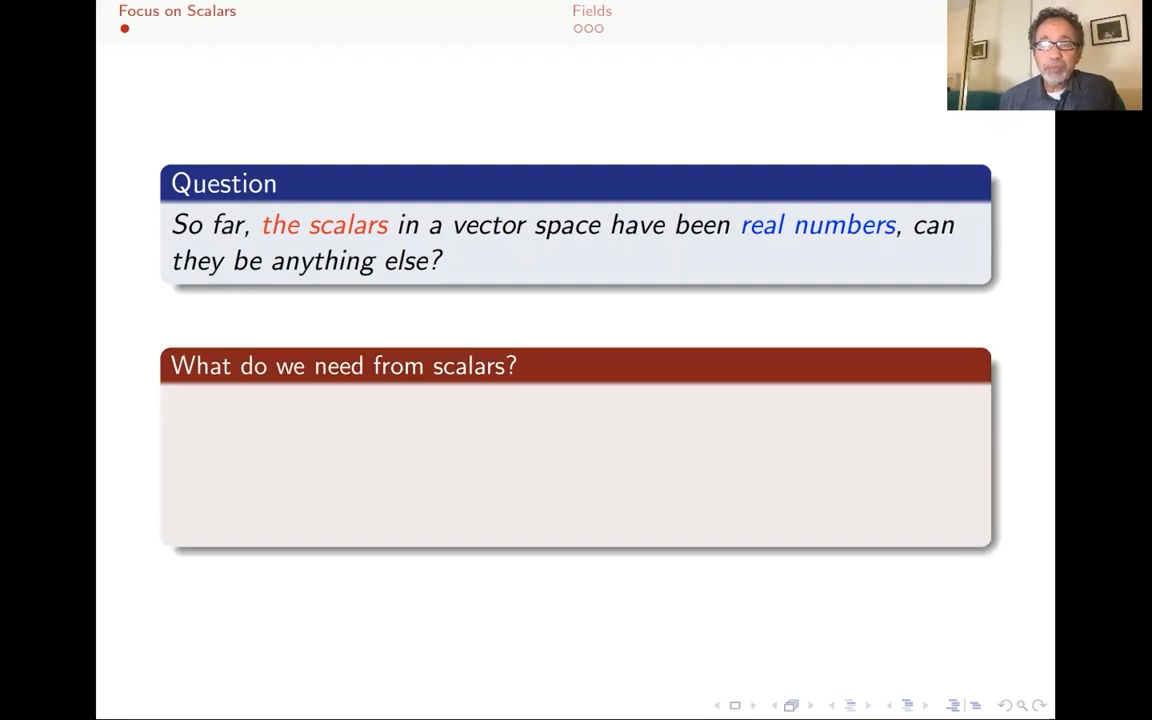 Focus on Scalars
Fields
Question
So far, the scalars in a vector space have been real numbers, can
they be anything else?
What do we need from scalars?